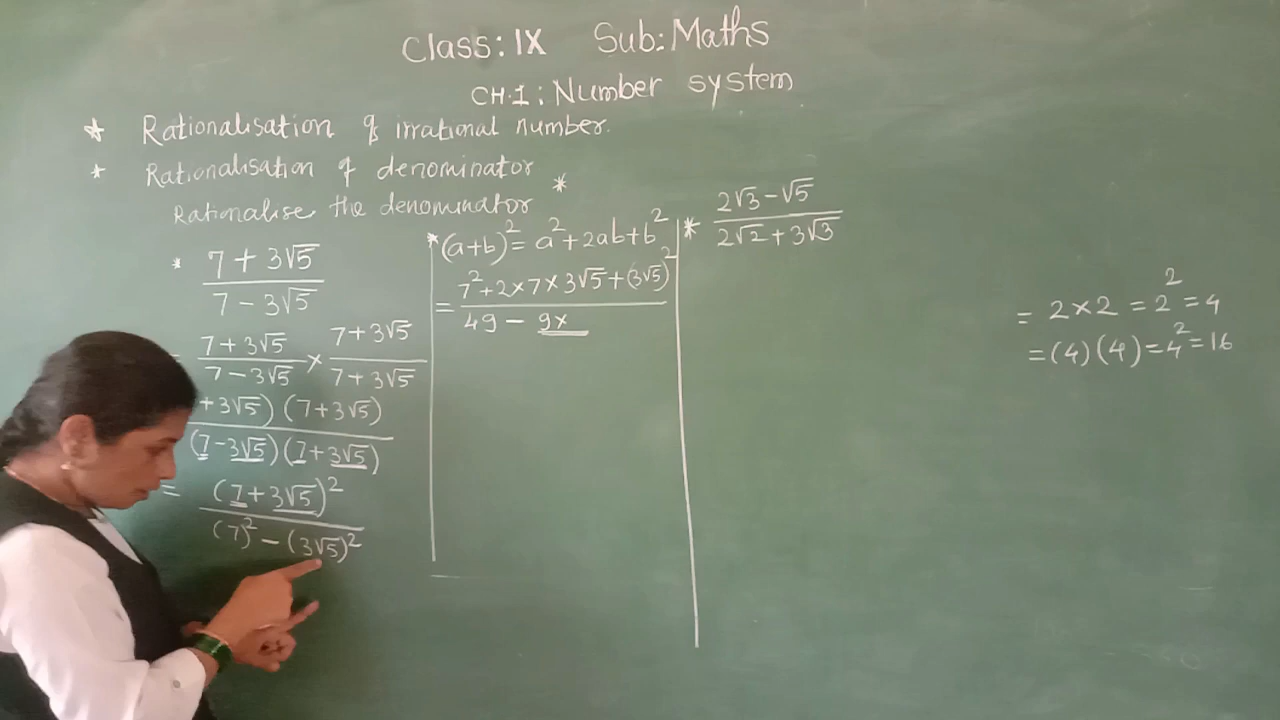 Class: IX Sub: Maths
CH.1: Number system
* Rationalisation of irrational number.
* Rationalisation of denominator
Rationalise the denominator *
* 7 + 3√5
7 - 3√5
= 7 + 3√5 × 7 + 3√5
7 - 3√5 7 + 3√5
+ 3√5) (7 + 3√5)
(7 - 3√5) (7 + 3√5)
= (7 + 3√5)²
(7)² - (3√5)²
* (a+b)² = a² + 2ab + b²
= 7² + 2 × 7 × 3√5 + (3√5)²
49 - 9×
* 2√3 - √5
2√2 + 3√3
= 2 × 2 = 2² = 4
= (4) (4) = 4² = 16